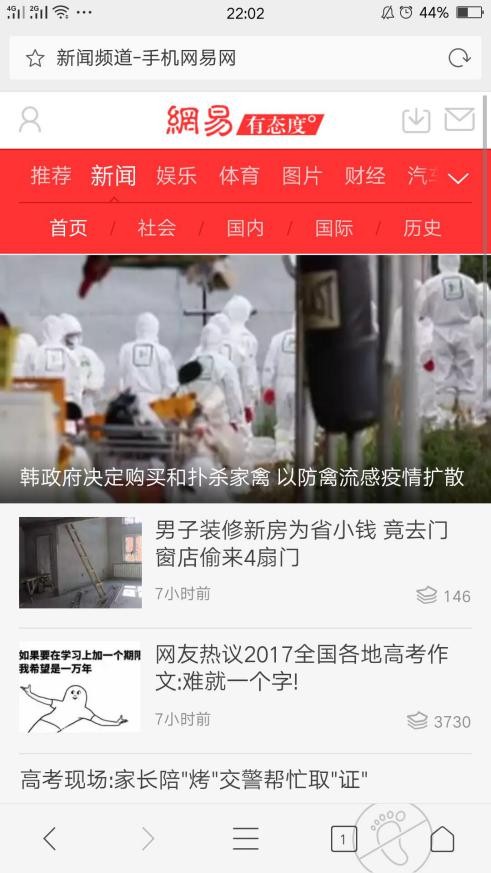 4G 2G 22:02 44%
新闻频道-手机网易网
網易 有态度°
推荐 新闻 娱乐 体育 图片 财经
首页 / 社会 / 国内 / 国际 / 历史
韩政府决定购买和扑杀家禽 以防禽流感疫情扩散
男子装修新房为省小钱 竟去门
窗店偷来4扇门
7小时前 146
如果要在学习上加一个期限
我希望是一万年
网友热议2017全国各地高考作
文:难就一个字!
7小时前 3730
高考现场:家长陪"烤"交警帮忙取"证"
1